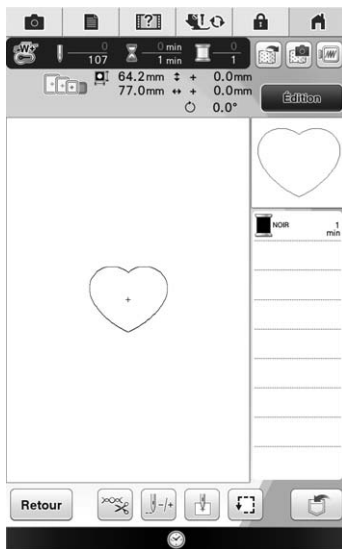 [?]
W+ 0 0 min 0
107 1 min 1
64.2mm + 0.0mm
77.0mm + 0.0mm
0.0°
Édition
NOIR 1
min
Retour -/+